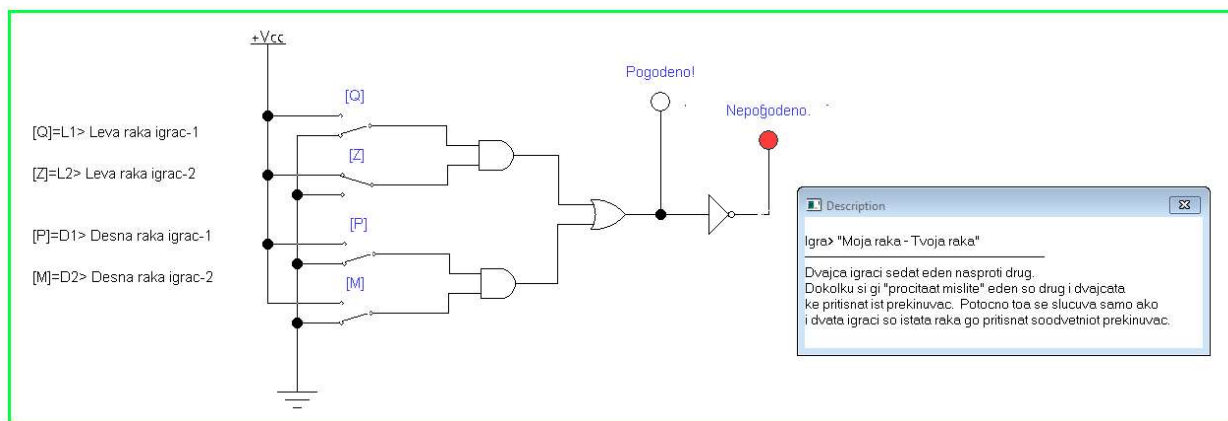 +Vcc
Pogodeno!
[Q]
Nepogodeno.
[Q]=L1> Leva raka igrac-1
[Z]
[Z]=L2> Leva raka igrac-2
[P]
[P]=D1> Desna raka igrac-1
[M]=D2> Desna raka igrac-2
[M]
Description
Igra> "Moja raka - Tvoja raka"
Dvajca igraci sedat eden nasproti drug.
Dokolku si gi "procitaat mislite" eden so drug i dvajcata
ke pritisnat ist prekinuvac. Potocno toa se slucuva samo ako
i dvata igraci so istata raka go pritisnat soodvetniot prekinuvac.